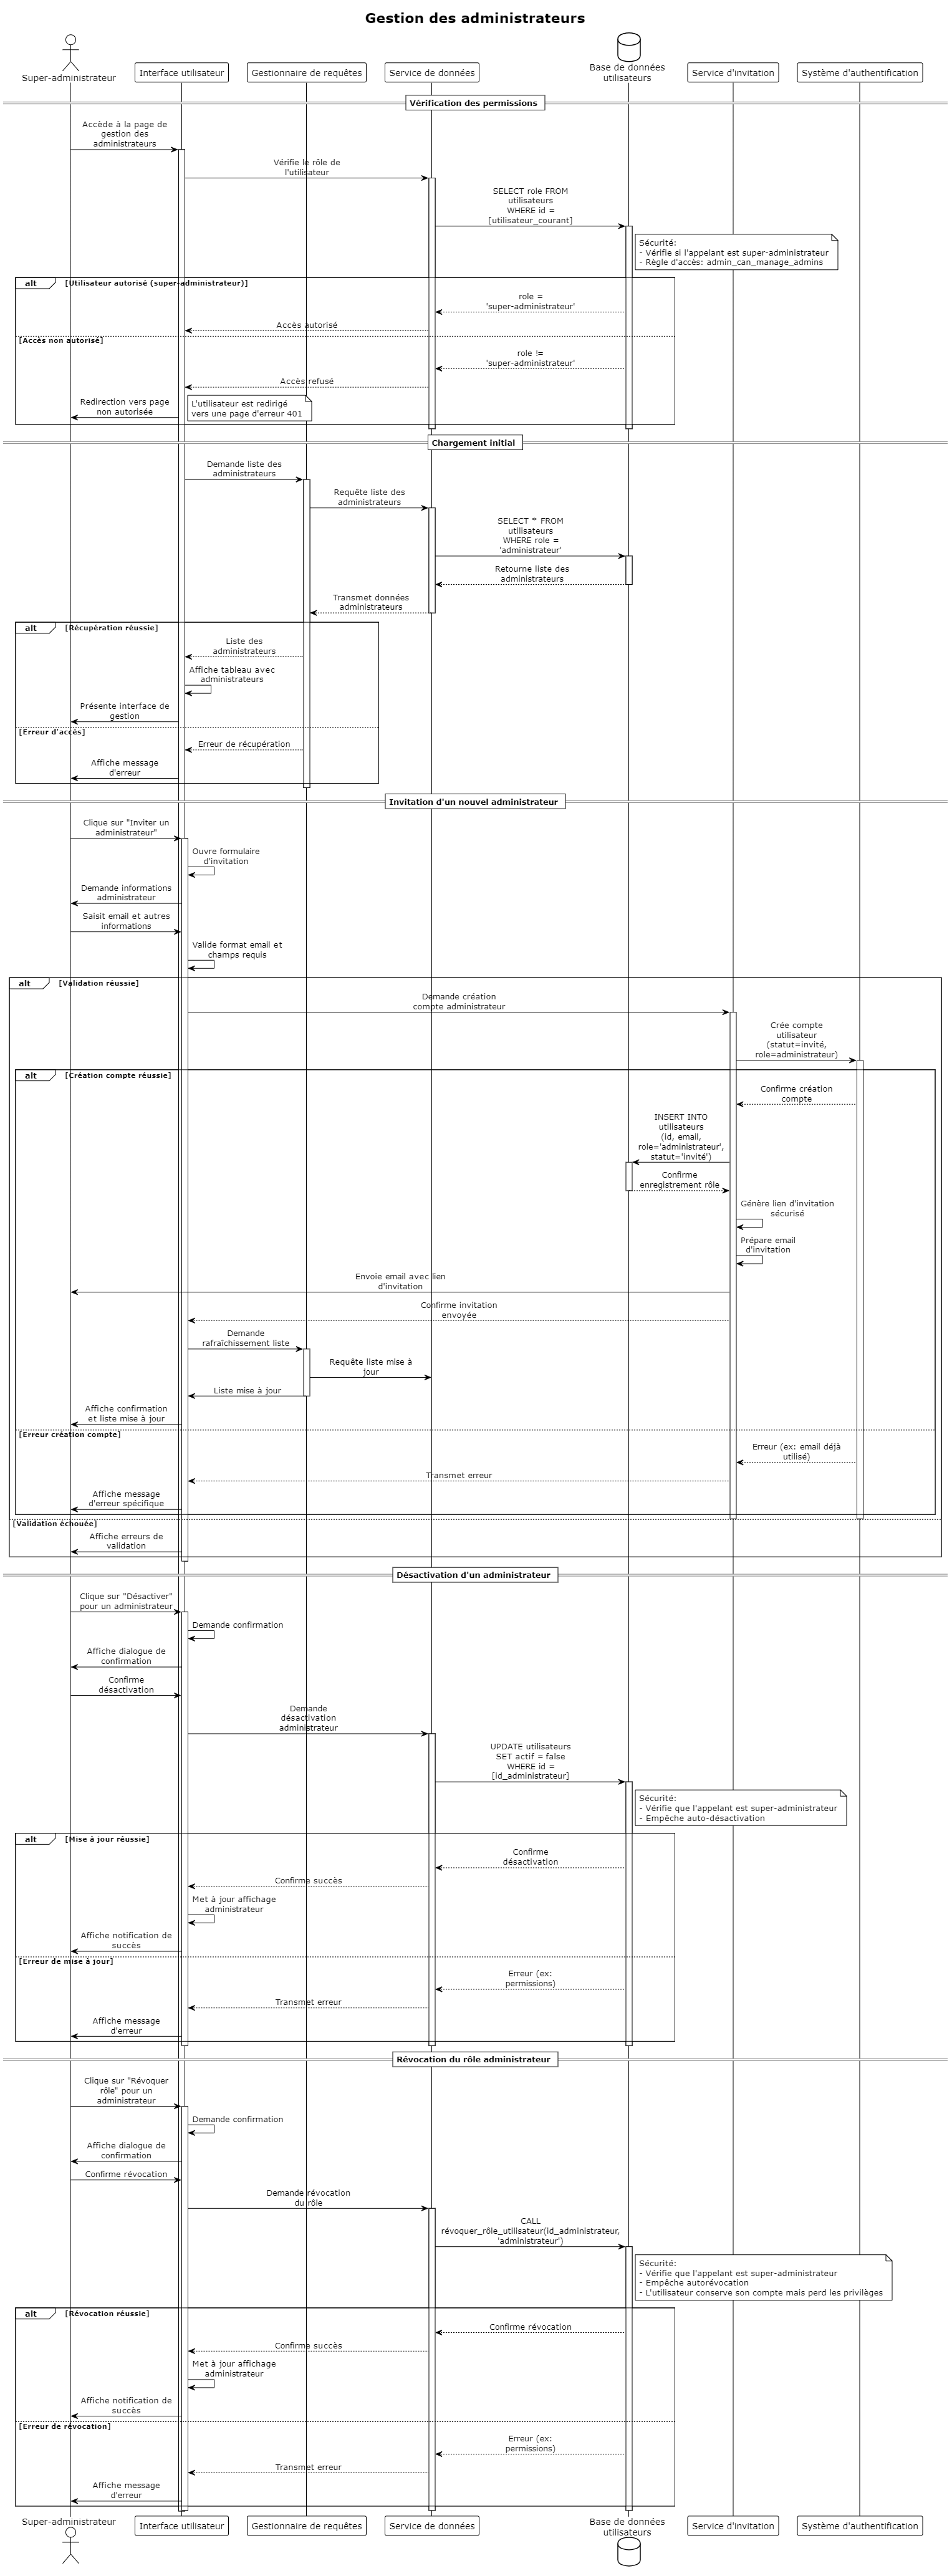 Gestion des administrateurs
Super-administrateur
Interface utilisateur
Gestionnaire de requêtes
Service de données
Base de données
utilisateurs
Service d'invitation
Système d'authentification
Vérification des permissions
Accède à la page de
gestion des
administrateurs
Vérifie le rôle de
l'utilisateur
SELECT role FROM
utilisateurs
WHERE id =
[utilisateur_courant]
Sécurité:
- Vérifie si l'appelant est super-administrateur
- Règle d'accès: admin_can_manage_admins
alt
[Utilisateur autorisé (super-administrateur)]
role =
'super-administrateur'
Accès autorisé
[Accès non autorisé]
role !=
'super-administrateur'
Accès refusé
Redirection vers page
non autorisée
L'utilisateur est redirigé
vers une page d'erreur 401
Chargement initial
Demande liste des
administrateurs
Requête liste des
administrateurs
SELECT * FROM
utilisateurs
WHERE role =
'administrateur'
Retourne liste des
administrateurs
Transmet données
administrateurs
alt
[Récupération réussie]
Liste des
administrateurs
Affiche tableau avec
administrateurs
Présente interface de
gestion
[Erreur d'accès]
Erreur de récupération
Affiche message
d'erreur
Invitation d'un nouvel administrateur
Clique sur "Inviter un
administrateur"
Ouvre formulaire
d'invitation
Demande informations
administrateur
Saisit email et autres
informations
Valide format email et
champs requis
alt
[Validation réussie]
Demande création
compte administrateur
Crée compte
utilisateur
(statut=invité,
role=administrateur)
alt
[Création compte réussie]
Confirme création
compte
INSERT INTO
utilisateurs
(id, email,
role='administrateur',
statut='invité')
Confirme
enregistrement rôle
Génère lien d'invitation
sécurisé
Prépare email
d'invitation
Envoie email avec lien
d'invitation
Confirme invitation
envoyée
Demande
rafraîchissement liste
Requête liste mise à
jour
Liste mise à jour
Affiche confirmation
et liste mise à jour
[Erreur création compte]
Erreur (ex: email déjà
utilisé)
Transmet erreur
Affiche message
d'erreur spécifique
[Validation échouée]
Affiche erreurs de
validation
Désactivation d'un administrateur
Clique sur "Désactiver"
pour un administrateur
Demande confirmation
Affiche dialogue de
confirmation
Confirme
désactivation
Demande
désactivation
administrateur
UPDATE utilisateurs
SET actif = false
WHERE id =
[id_administrateur]
Sécurité:
- Vérifie que l'appelant est super-administrateur
- Empêche auto-désactivation
alt
[Mise à jour réussie]
Confirme
désactivation
Confirme succès
Met à jour affichage
administrateur
Affiche notification de
succès
[Erreur de mise à jour]
Erreur (ex:
permissions)
Transmet erreur
Affiche message
d'erreur
Révocation du rôle administrateur
Clique sur "Révoquer
rôle" pour un
administrateur
Demande confirmation
Affiche dialogue de
confirmation
Confirme révocation
Demande révocation
du rôle
CALL
révoquer_rôle_utilisateur(id_administrateur,
'administrateur')
Sécurité:
- Vérifie que l'appelant est super-administrateur
- Empêche autorévocation
- L'utilisateur conserve son compte mais perd les privilèges
alt
[Révocation réussie]
Confirme révocation
Confirme succès
Met à jour affichage
administrateur
Affiche notification de
succès
[Erreur de révocation]
Erreur (ex:
permissions)
Transmet erreur
Affiche message
d'erreur
Super-administrateur
Interface utilisateur
Gestionnaire de requêtes
Service de données
Base de données
utilisateurs
Service d'invitation
Système d'authentification